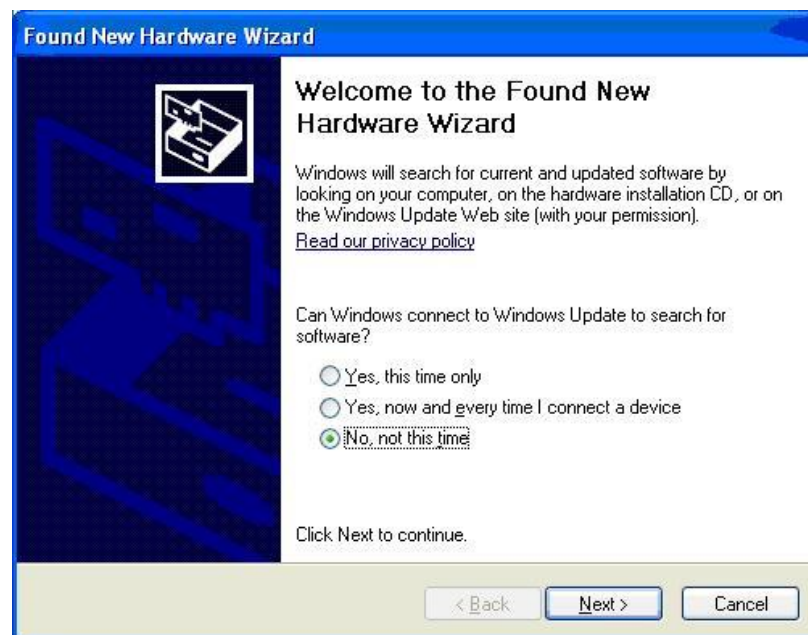 Found New Hardware Wizard
Welcome to the Found New
Hardware Wizard
Windows will search for current and updated software by
looking on your computer, on the hardware installation CD, or on
the Windows Update Web site (with your permission).
Read our privacy policy
Can Windows connect to Windows Update to search for
software?
Yes, this time only
Yes, now and every time I connect a device
No, not this time
Click Next to continue.
< Back Next > Cancel